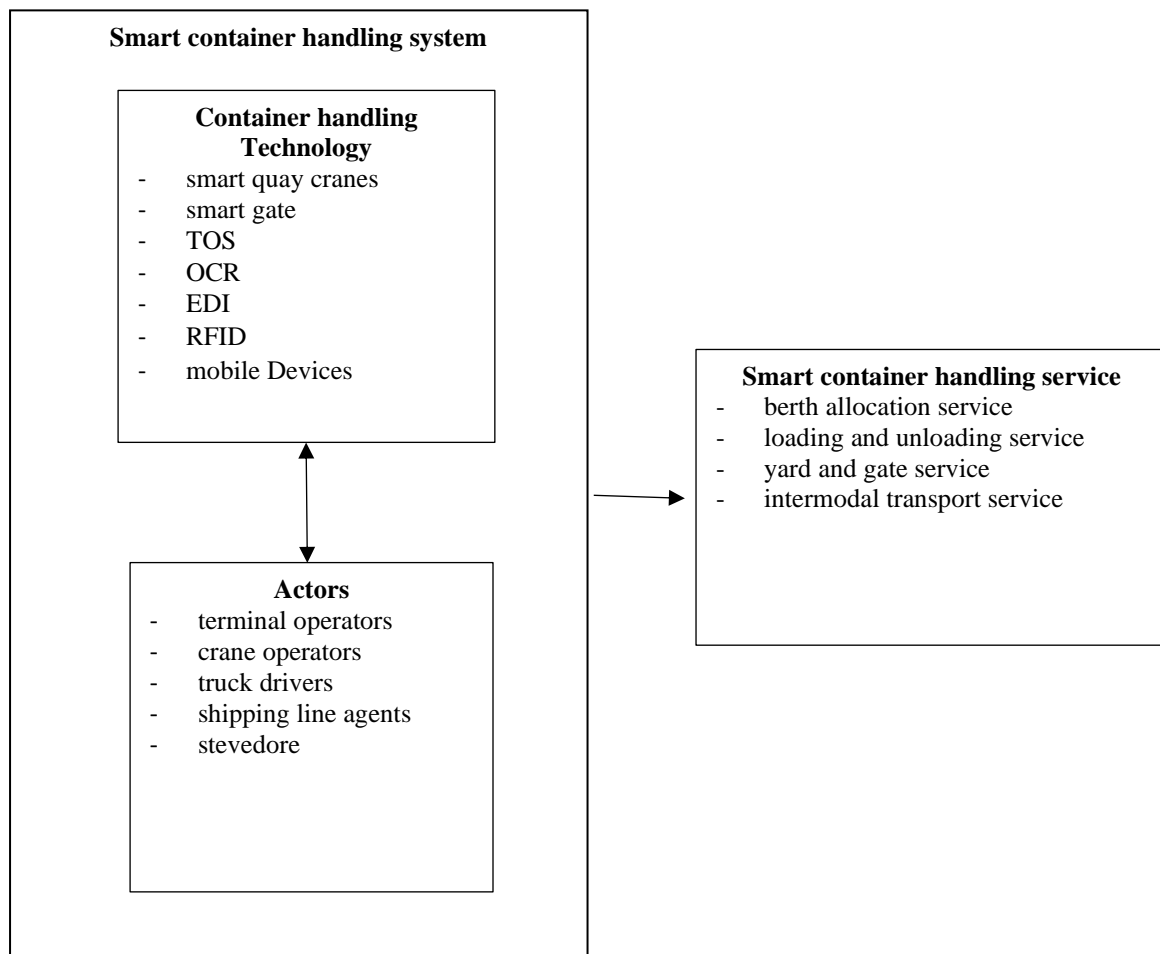 Smart container handling system
Container handling
Technology
- smart quay cranes
- smart gate
- TOS
- OCR
- EDI
- RFID
- mobile Devices
Actors
- terminal operators
- crane operators
- truck drivers
- shipping line agents
- stevedore
Smart container handling service
- berth allocation service
- loading and unloading service
- yard and gate service
- intermodal transport service